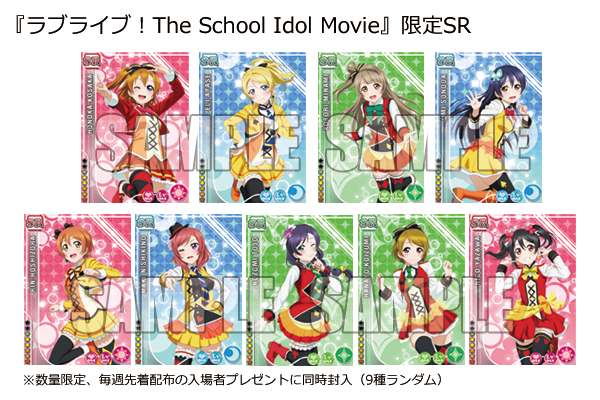 『ラブライブ！The School Idol Movie』限定SR
SR SR SR SR
HONOKA KOSAKA
ELI AYASE
KOTORI MINAMI
UMI SONODA
SAMPLE SAMPLE
SR SR SR SR SR
RIN HOSHIZORA
MAKI NISHIKINO
NOZOMI TOJO
HANAYO KOIZUMI
NICO YAZAWA
SAMPLE SAMPLE
※数量限定、毎週先着配布の入場者プレゼントに同時封入（9種ランダム）